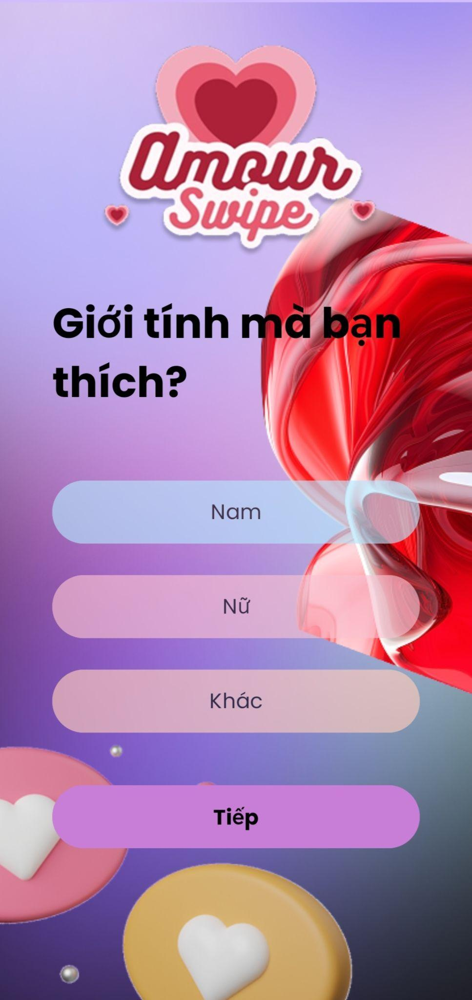 Amour
Swipe
Giới tính mà bạn
thích?
Nam
Nữ
Khác
Tiếp